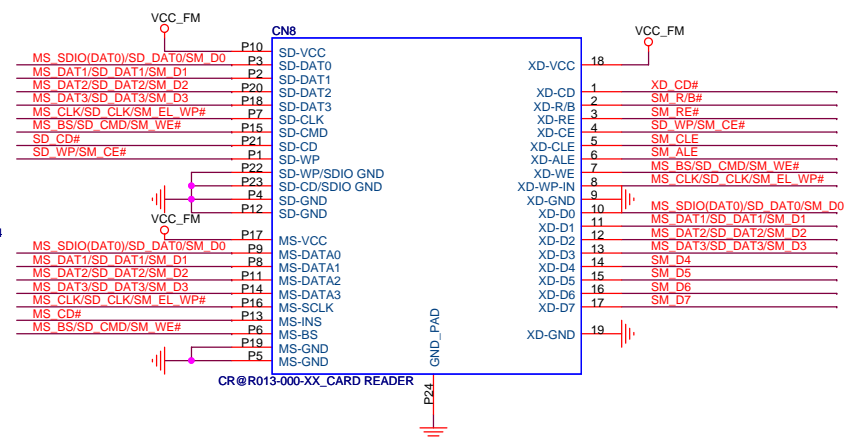 VCC_FM
CN8
VCC_FM
P10 SD-VCC
MS_SDIO(DAT0)/SD_DAT0/SM_D0 P3 SD-DAT0
MS_DAT1/SD_DAT1/SM_D1 P2 SD-DAT1
MS_DAT2/SD_DAT2/SM_D2 P20 SD-DAT2
MS_DAT3/SD_DAT3/SM_D3 P18 SD-DAT3
MS_CLK/SD_CLK/SM_EL_WP# P7 SD-CLK
MS_BS/SD_CMD/SM_WE# P15 SD-CMD
SD_CD# P21 SD-CD
SD_WP/SM_CE# P1 SD-WP
P22 SD-WP/SDIO GND
P23 SD-CD/SDIO GND
P4 SD-GND
P12 SD-GND
VCC_FM
P17 MS-VCC
4
MS_SDIO(DAT0)/SD_DAT0/SM_D0 P9 MS-DATA0
MS_DAT1/SD_DAT1/SM_D1 P8 MS-DATA1
MS_DAT2/SD_DAT2/SM_D2 P11 MS-DATA2
MS_DAT3/SD_DAT3/SM_D3 P14 MS-DATA3
MS_CLK/SD_CLK/SM_EL_WP# P16 MS-SCLK
MS_CD# P13 MS-INS
MS_BS/SD_CMD/SM_WE# P6 MS-BS
P19 MS-GND
P5 MS-GND
XD-VCC 18
XD-CD 1 XD_CD#
XD-R/B 2 SM_R/B#
XD-RE 3 SM_RE#
XD-CE 4 SD_WP/SM_CE#
XD-CLE 5 SM_CLE
XD-ALE 6 SM_ALE
XD-WE 7 MS_BS/SD_CMD/SM_WE#
XD-WP-IN 8 MS_CLK/SD_CLK/SM_EL_WP#
XD-GND 9
XD-D0 10 MS_SDIO(DAT0)/SD_DAT0/SM_D0
XD-D1 11 MS_DAT1/SD_DAT1/SM_D1
XD-D2 12 MS_DAT2/SD_DAT2/SM_D2
XD-D3 13 MS_DAT3/SD_DAT3/SM_D3
XD-D4 14 SM_D4
XD-D5 15 SM_D5
XD-D6 16 SM_D6
XD-D7 17 SM_D7
XD-GND 19
GND_PAD
P24
CR@R013-000-XX_CARD READER